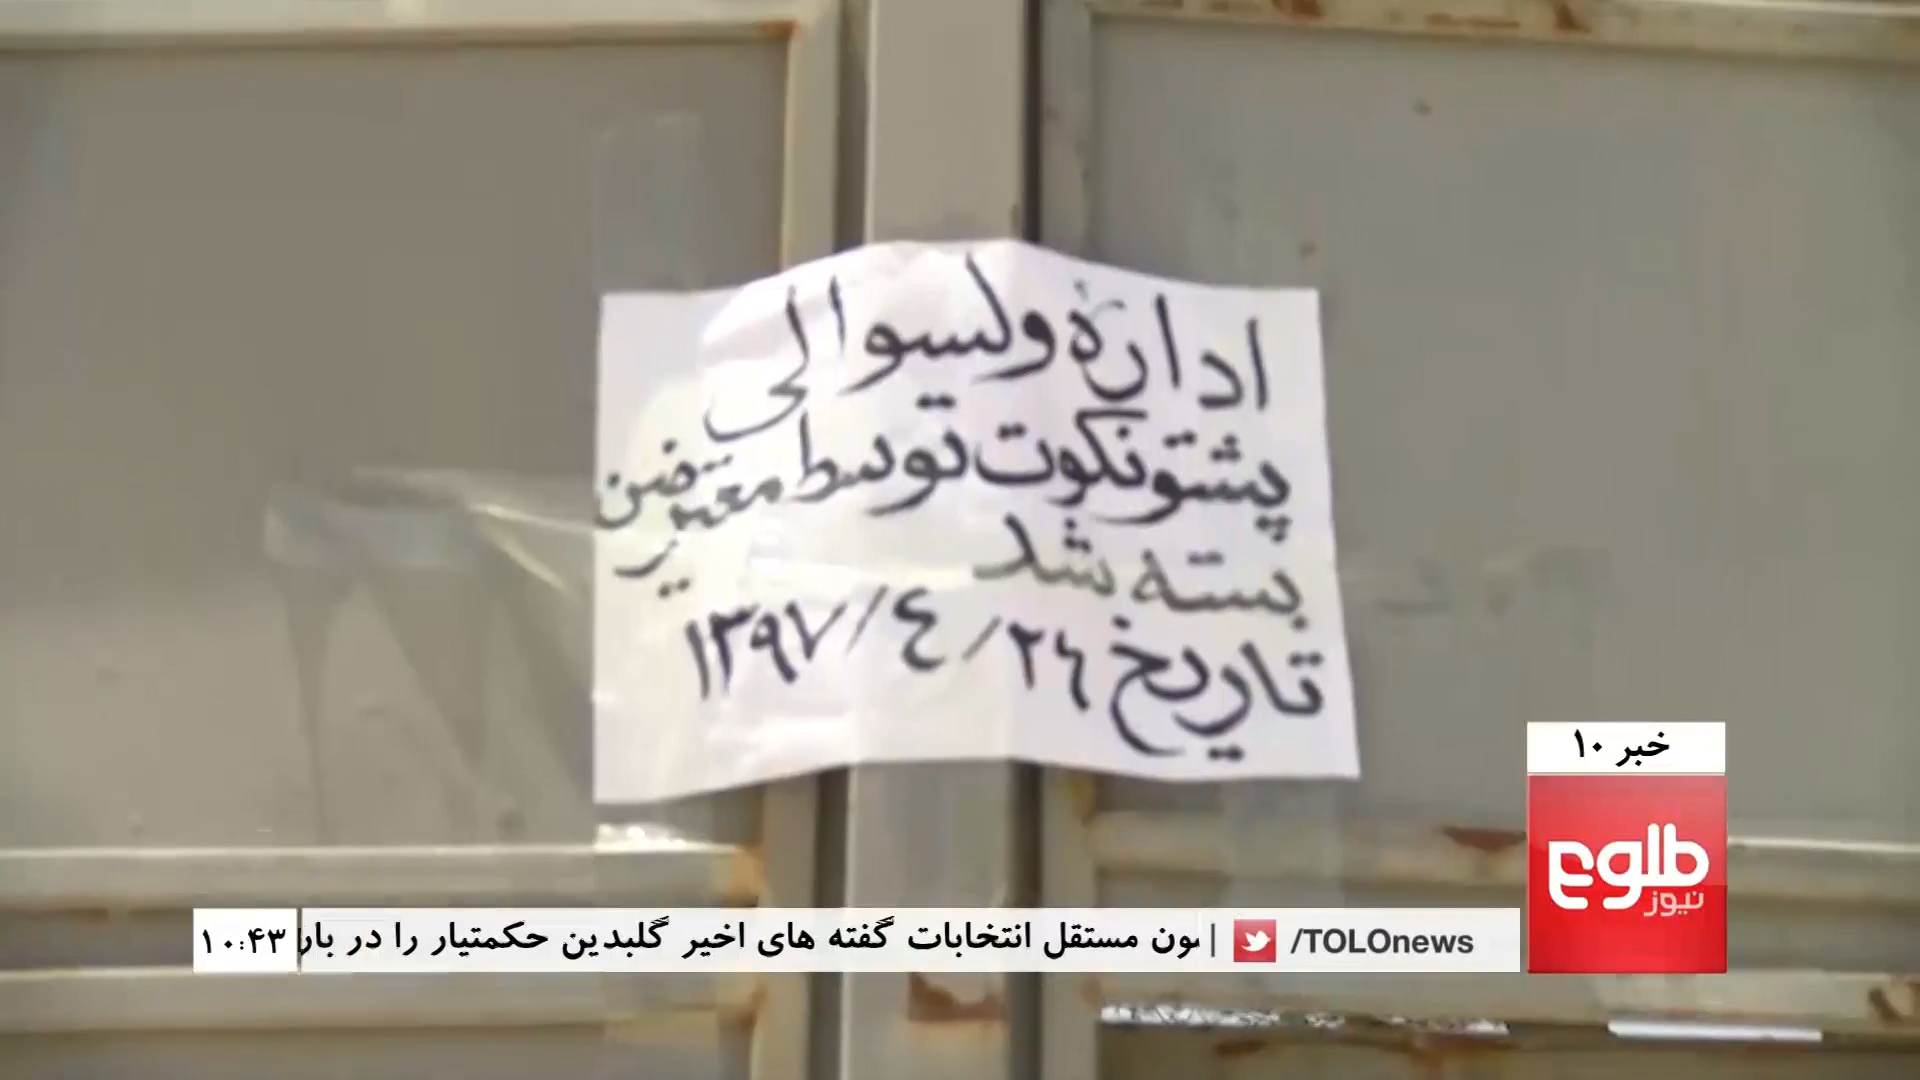 ادارهٔ ولسوالی
پشتونکوت توسط معترضین
بسته شد
تاریخ ۲۶/۴/۱۳۹۷
خبر ۱۰
طلوع
نیوز
/TOLOnews
| ون مستقل انتخابات گفته های اخیر گلبدین حکمتیار را در بار
۱۰:۴۳